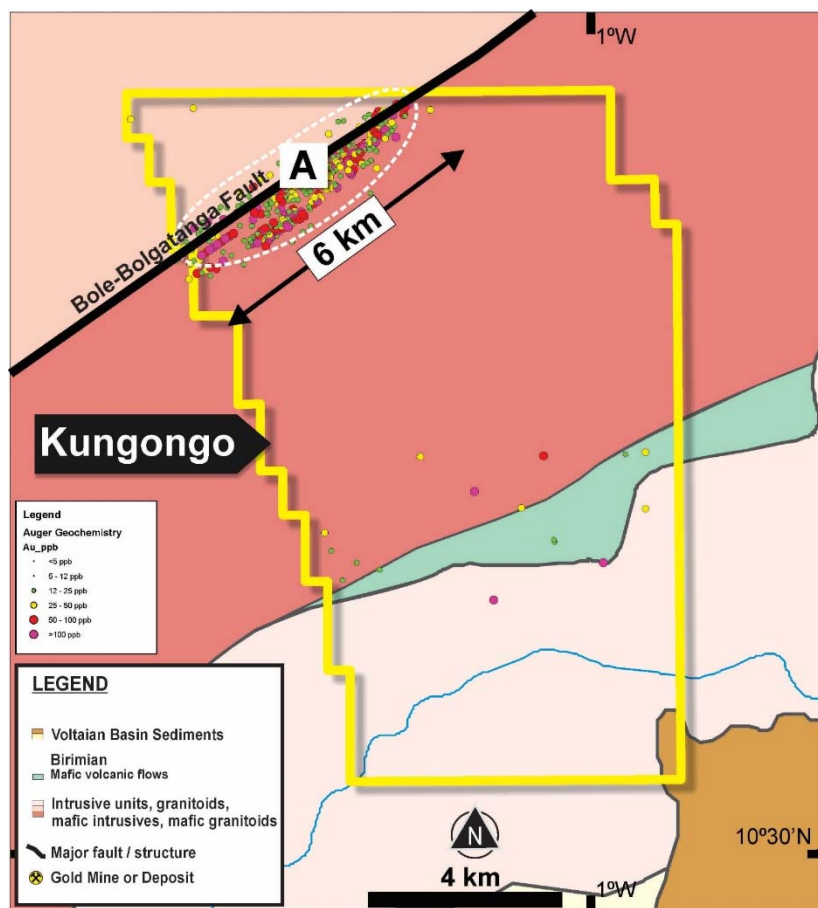 1ºW
A
Bole-Bolgatanga Fault
6 km
Kungongo
Legend
Auger Geochemistry
Au_ppb
<5 ppb
5 - 12 ppb
12 - 25 ppb
25 - 50 ppb
50 - 100 ppb
>100 ppb
LEGEND
Voltaian Basin Sediments
Birimian
Mafic volcanic flows
Intrusive units, granitoids,
mafic intrusives, mafic granitoids
Major fault / structure
Gold Mine or Deposit
N
4 km
10º30'N
1ºW